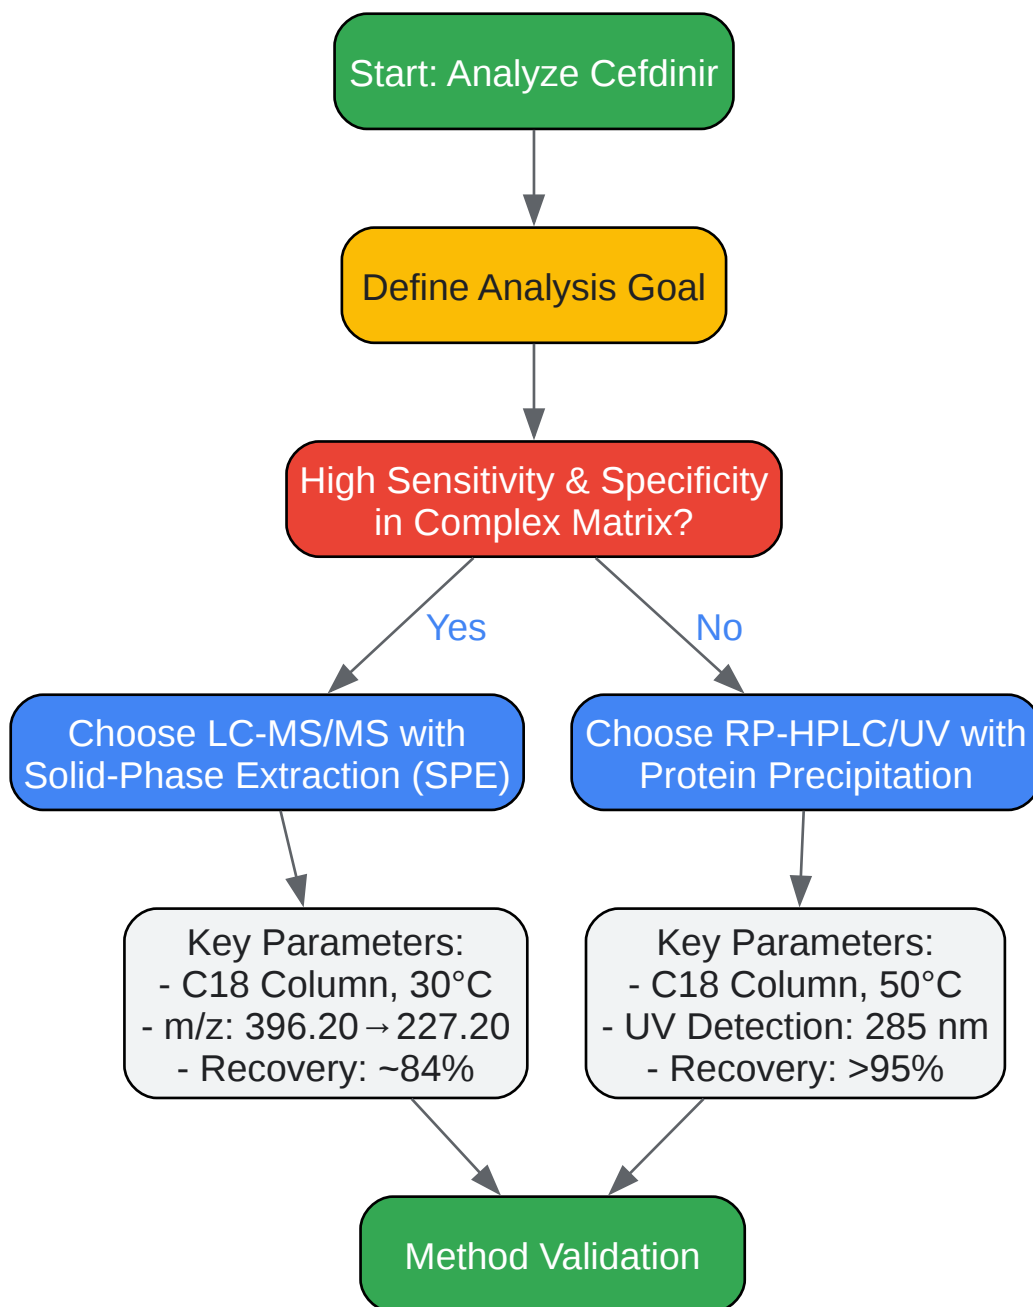 Start: Analyze Cefdinir
Define Analysis Goal
High Sensitivity & Specificity
in Complex Matrix?
Yes
No
Choose LC-MS/MS with
Solid-Phase Extraction (SPE)
Choose RP-HPLC/UV with
Protein Precipitation
Key Parameters:
- C18 Column, 30°C
- m/z: 396.20→227.20
- Recovery: ~84%
Key Parameters:
- C18 Column, 50°C
- UV Detection: 285 nm
- Recovery: >95%
Method Validation